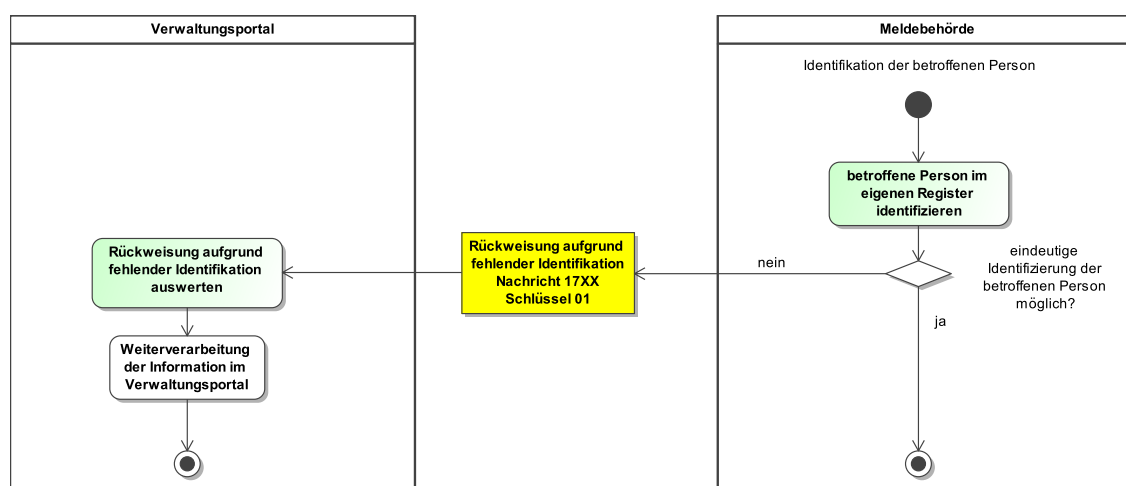 Verwaltungsportal
Meldebehörde
Identifikation der betroffenen Person
betroffene Person im
eigenen Register
identifizieren
eindeutige
Identifizierung der
betroffenen Person
möglich?
nein
ja
Rückweisung aufgrund
fehlender Identifikation
Nachricht 17XX
Schlüssel 01
Rückweisung aufgrund
fehlender Identifikation
auswerten
Weiterverarbeitung
der Information im
Verwaltungsportal